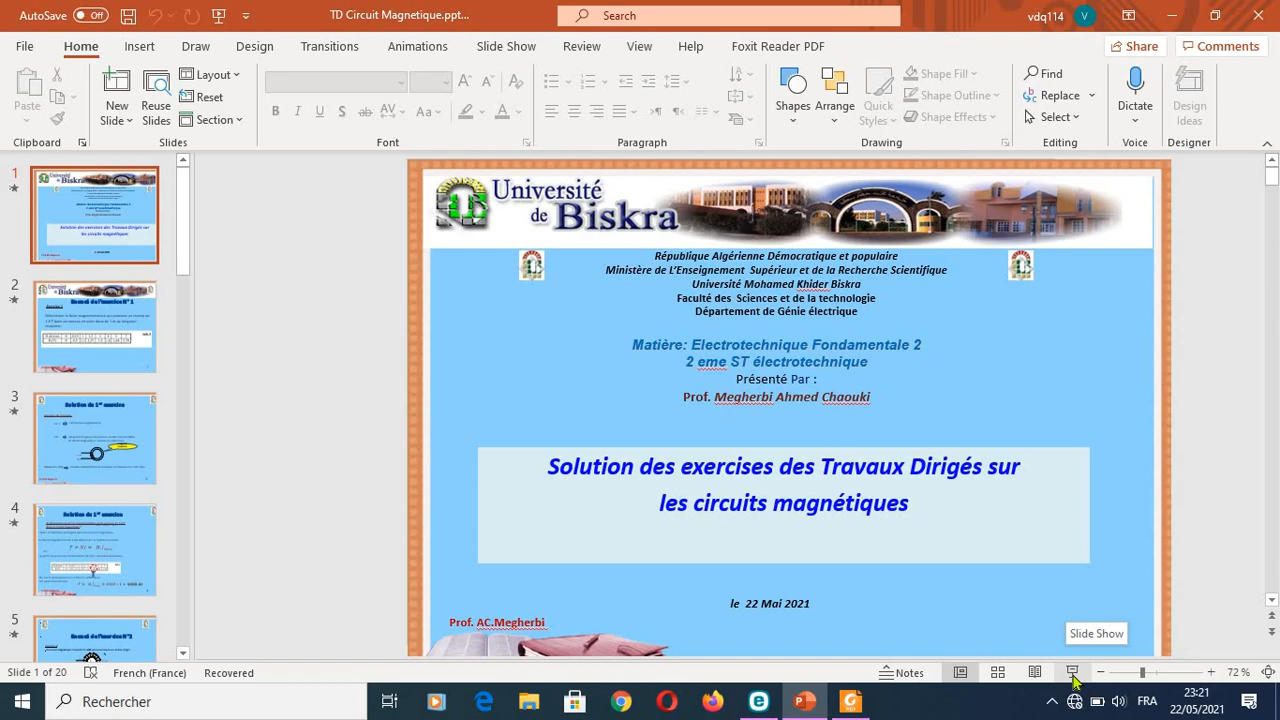 AutoSave Off TD Circuit Magnetique.ppt... Search vdq114 V
File Home Insert Draw Design Transitions Animations Slide Show Review View Help Foxit Reader PDF Share Comments
Paste New Slide Reuse Slides Layout Reset Section Shapes Arrange Quick Styles Shape Fill Shape Outline Shape Effects Find Replace Select Dictate Design Ideas
Clipboard Slides Font Paragraph Drawing Editing Voice Designer
1
2
3
4
5
Université
de Biskra
République Algérienne Démocratique et populaire
Ministère de L’Enseignement Supérieur et de la Recherche Scientifique
Université Mohamed Khider Biskra
Faculté des Sciences et de la technologie
Département de Génie électrique
Matière: Electrotechnique Fondamentale 2
2 eme ST électrotechnique
Présenté Par :
Prof. Megherbi Ahmed Chaouki
Solution des exercises des Travaux Dirigés sur
les circuits magnétiques
le 22 Mai 2021
Prof. AC.Megherbi
Slide Show
Slide 1 of 20 French (France) Recovered Notes 72 %
Rechercher FRA 23:21
22/05/2021